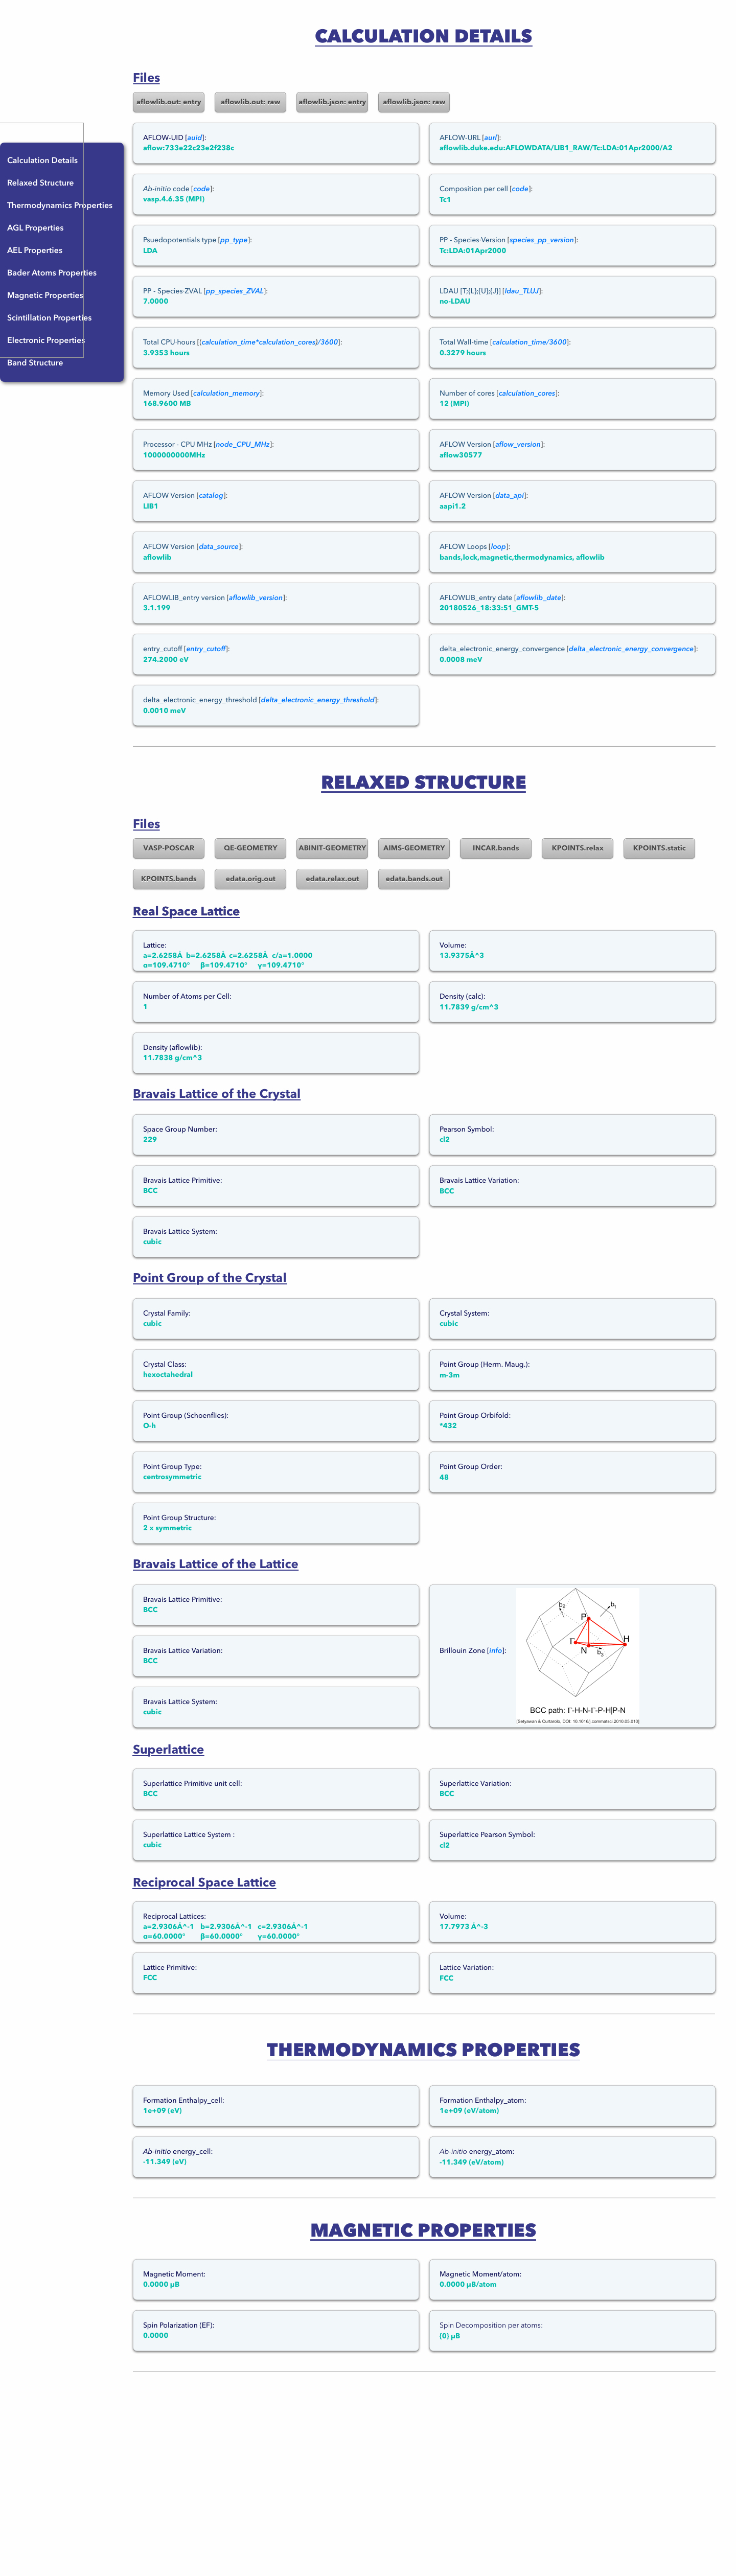 CALCULATION DETAILS
Files
aflowlib.out: entry
aflowlib.out: raw
aflowlib.json: entry
aflowlib.json: raw
Calculation Details
Relaxed Structure
Thermodynamics Properties
AGL Properties
AEL Properties
Bader Atoms Properties
Magnetic Properties
Scintillation Properties
Electronic Properties
Band Structure
AFLOW-UID [auid]:
aflow:733e22c23e2f238c
AFLOW-URL [aurl]:
aflowlib.duke.edu:AFLOWDATA/LIB1_RAW/Tc:LDA:01Apr2000/A2
Ab-initio code [code]:
vasp.4.6.35 (MPI)
Composition per cell [code]:
Tc1
Psuedopotentials type [pp_type]:
LDA
PP - Species-Version [species_pp_version]:
Tc:LDA:01Apr2000
PP - Species-ZVAL [pp_species_ZVAL]:
7.0000
LDAU [T;{L};{U};{J}] [ldau_TLUJ]:
no-LDAU
Total CPU-hours [(calculation_time*calculation_cores)/3600]:
3.9353 hours
Total Wall-time [calculation_time/3600]:
0.3279 hours
Memory Used [calculation_memory]:
168.9600 MB
Number of cores [calculation_cores]:
12 (MPI)
Processor - CPU MHz [node_CPU_MHz]:
1000000000MHz
AFLOW Version [aflow_version]:
aflow30577
AFLOW Version [catalog]:
LIB1
AFLOW Version [data_api]:
aapi1.2
AFLOW Version [data_source]:
aflowlib
AFLOW Loops [loop]:
bands,lock,magnetic,thermodynamics, aflowlib
AFLOWLIB_entry version [aflowlib_version]:
3.1.199
AFLOWLIB_entry date [aflowlib_date]:
20180526_18:33:51_GMT-5
entry_cutoff [entry_cutoff]:
274.2000 eV
delta_electronic_energy_convergence [delta_electronic_energy_convergence]:
0.0008 meV
delta_electronic_energy_threshold [delta_electronic_energy_threshold]:
0.0010 meV
RELAXED STRUCTURE
Files
VASP-POSCAR
QE-GEOMETRY
ABINIT-GEOMETRY
AIMS-GEOMETRY
INCAR.bands
KPOINTS.relax
KPOINTS.static
KPOINTS.bands
edata.orig.out
edata.relax.out
edata.bands.out
Real Space Lattice
Lattice:
a=2.6258Å b=2.6258Å c=2.6258Å c/a=1.0000
α=109.4710° β=109.4710° γ=109.4710°
Volume:
13.9375Å^3
Number of Atoms per Cell:
1
Density (calc):
11.7839 g/cm^3
Density (aflowlib):
11.7838 g/cm^3
Bravais Lattice of the Crystal
Space Group Number:
229
Pearson Symbol:
cI2
Bravais Lattice Primitive:
BCC
Bravais Lattice Variation:
BCC
Bravais Lattice System:
cubic
Point Group of the Crystal
Crystal Family:
cubic
Crystal System:
cubic
Crystal Class:
hexoctahedral
Point Group (Herm. Maug.):
m-3m
Point Group (Schoenflies):
O-h
Point Group Orbifold:
*432
Point Group Type:
centrosymmetric
Point Group Order:
48
Point Group Structure:
2 x symmetric
Bravais Lattice of the Lattice
Bravais Lattice Primitive:
BCC
Bravais Lattice Variation:
BCC
Bravais Lattice System:
cubic
Brillouin Zone [info]:
b2
b1
P
Γ
H
N
b3
BCC path: Γ-H-N-Γ-P-H|P-N
[Setyawan & Curtarolo, DOI: 10.1016/j.commatsci.2010.05.010]
Superlattice
Superlattice Primitive unit cell:
BCC
Superlattice Variation:
BCC
Superlattice Lattice System :
cubic
Superlattice Pearson Symbol:
cI2
Reciprocal Space Lattice
Reciprocal Lattices:
a=2.9306Å^-1 b=2.9306Å^-1 c=2.9306Å^-1
α=60.0000° β=60.0000° γ=60.0000°
Volume:
17.7973 Å^-3
Lattice Primitive:
FCC
Lattice Variation:
FCC
THERMODYNAMICS PROPERTIES
Formation Enthalpy_cell:
1e+09 (eV)
Formation Enthalpy_atom:
1e+09 (eV/atom)
Ab-initio energy_cell:
-11.349 (eV)
Ab-initio energy_atom:
-11.349 (eV/atom)
MAGNETIC PROPERTIES
Magnetic Moment:
0.0000 μB
Magnetic Moment/atom:
0.0000 μB/atom
Spin Polarization (EF):
0.0000
Spin Decomposition per atoms:
(0) μB